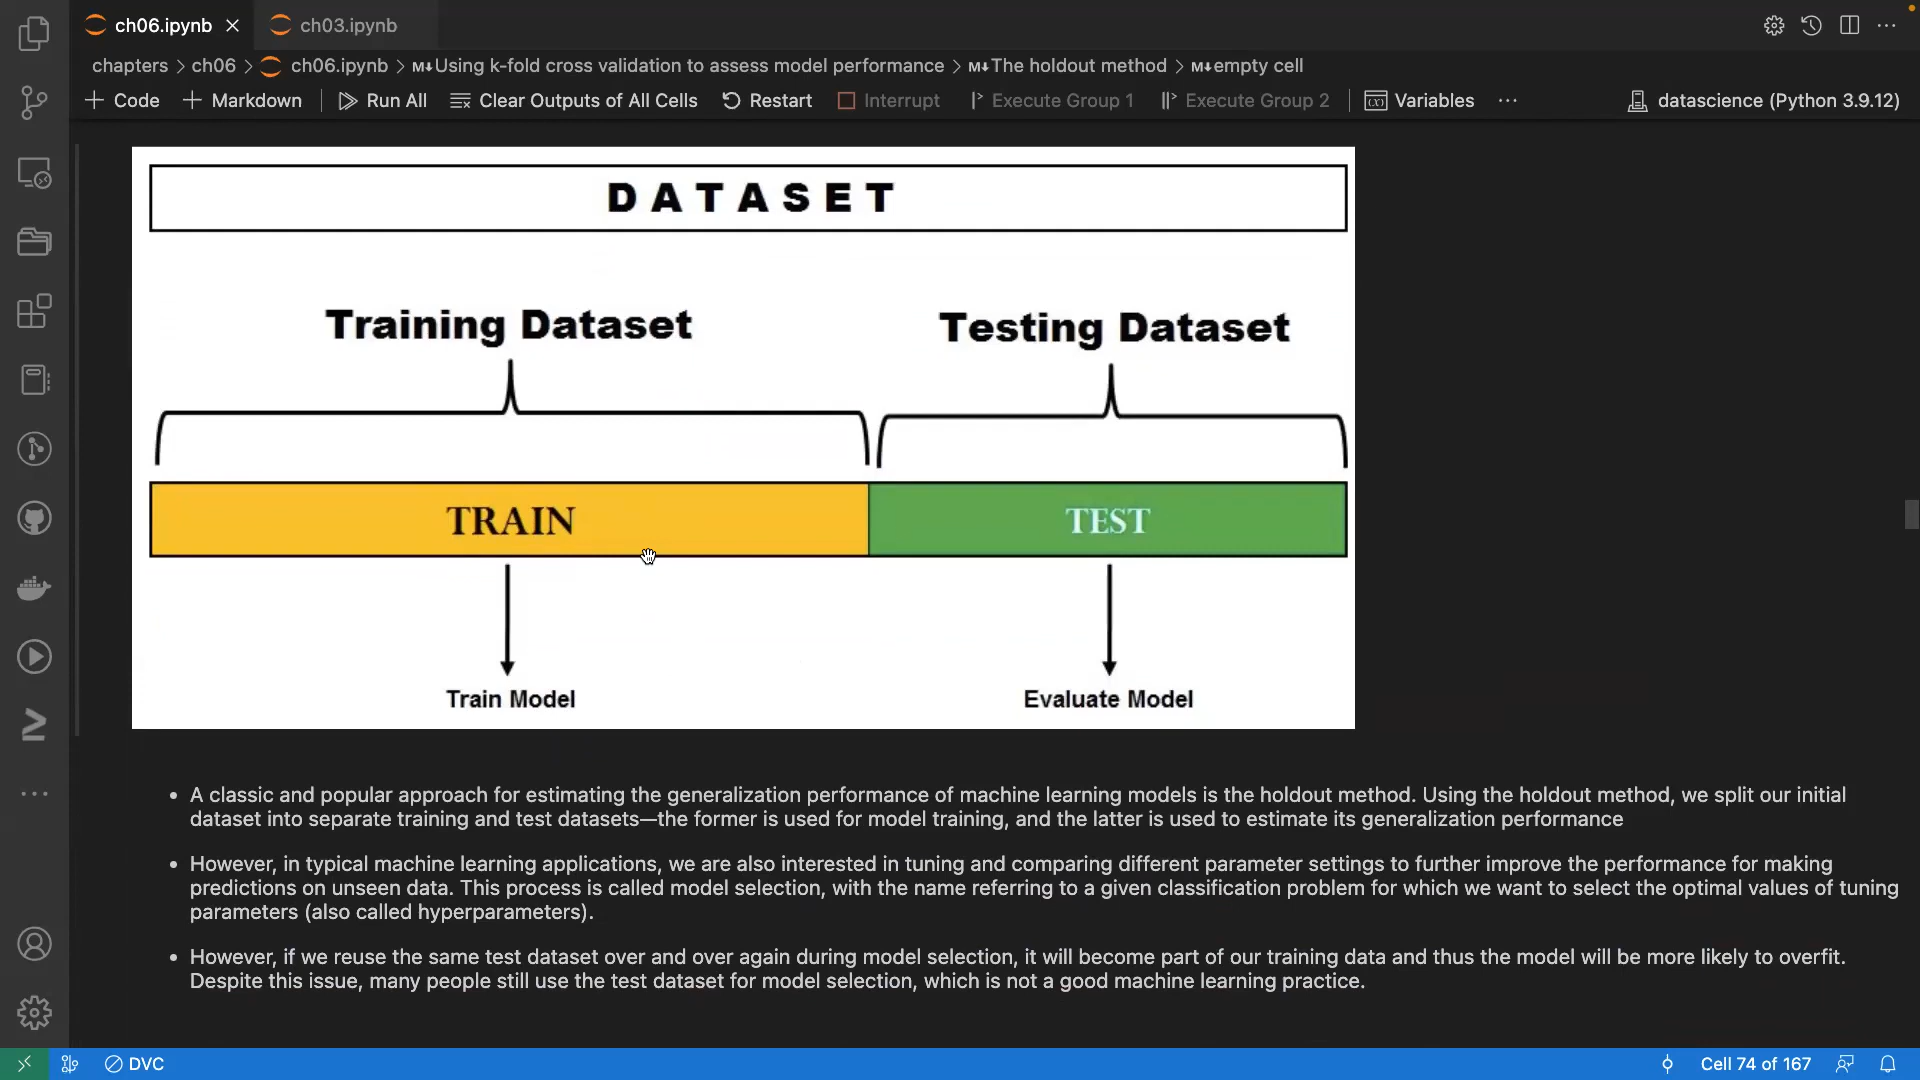 ch06.ipynb
ch03.ipynb
chapters > ch06 > ch06.ipynb > M↓Using k-fold cross validation to assess model performance > M↓The holdout method > M↓empty cell
+ Code + Markdown Run All Clear Outputs of All Cells Restart Interrupt Execute Group 1 Execute Group 2 Variables ··· datascience (Python 3.9.12)
D A T A S E T
Training Dataset Testing Dataset
TRAIN TEST
Train Model Evaluate Model
• A classic and popular approach for estimating the generalization performance of machine learning models is the holdout method. Using the holdout method, we split our initial
dataset into separate training and test datasets—the former is used for model training, and the latter is used to estimate its generalization performance
• However, in typical machine learning applications, we are also interested in tuning and comparing different parameter settings to further improve the performance for making
predictions on unseen data. This process is called model selection, with the name referring to a given classification problem for which we want to select the optimal values of tuning
parameters (also called hyperparameters).
• However, if we reuse the same test dataset over and over again during model selection, it will become part of our training data and thus the model will be more likely to overfit.
Despite this issue, many people still use the test dataset for model selection, which is not a good machine learning practice.
DVC Cell 74 of 167